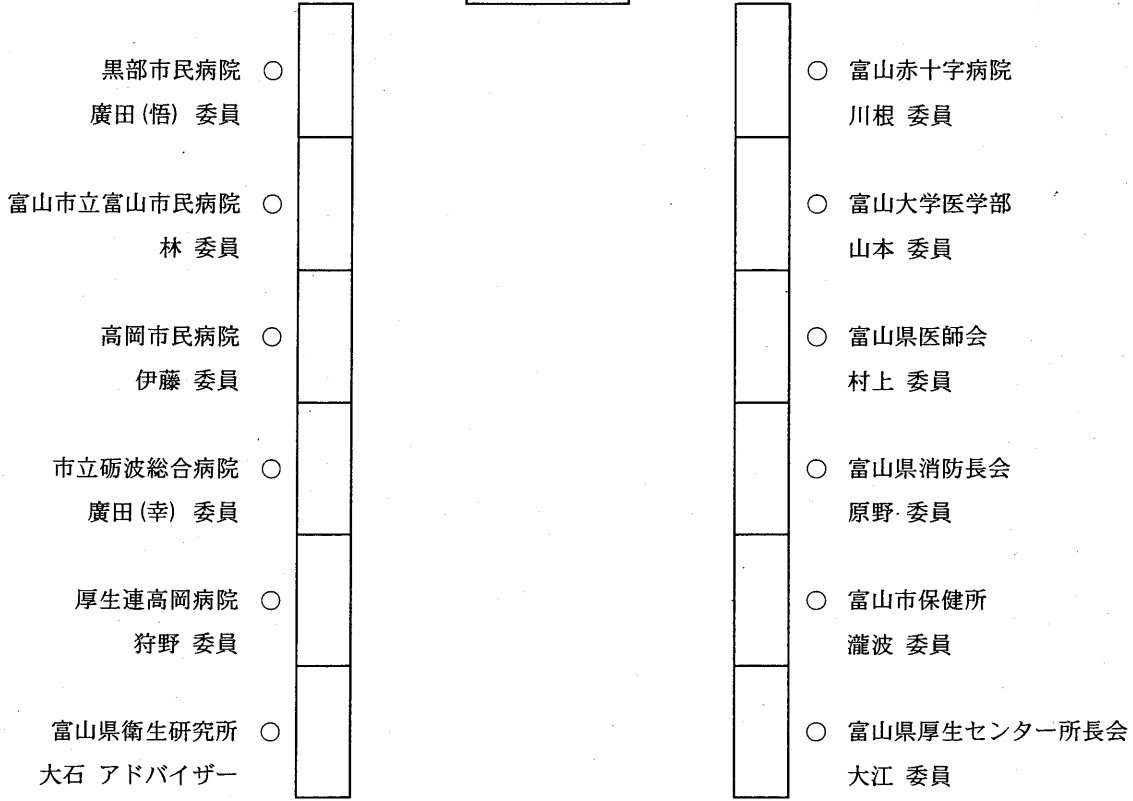 黒部市民病院 ○
廣田(悟) 委員
富山市立富山市民病院 ○
林 委員
高岡市民病院 ○
伊藤 委員
市立砺波総合病院 ○
廣田(幸) 委員
厚生連高岡病院 ○
狩野 委員
富山県衛生研究所 ○
大石 アドバイザー
○ 富山赤十字病院
川根 委員
○ 富山大学医学部
山本 委員
○ 富山県医師会
村上 委員
○ 富山県消防長会
原野 委員
○ 富山市保健所
瀧波 委員
○ 富山県厚生センター所長会
大江 委員